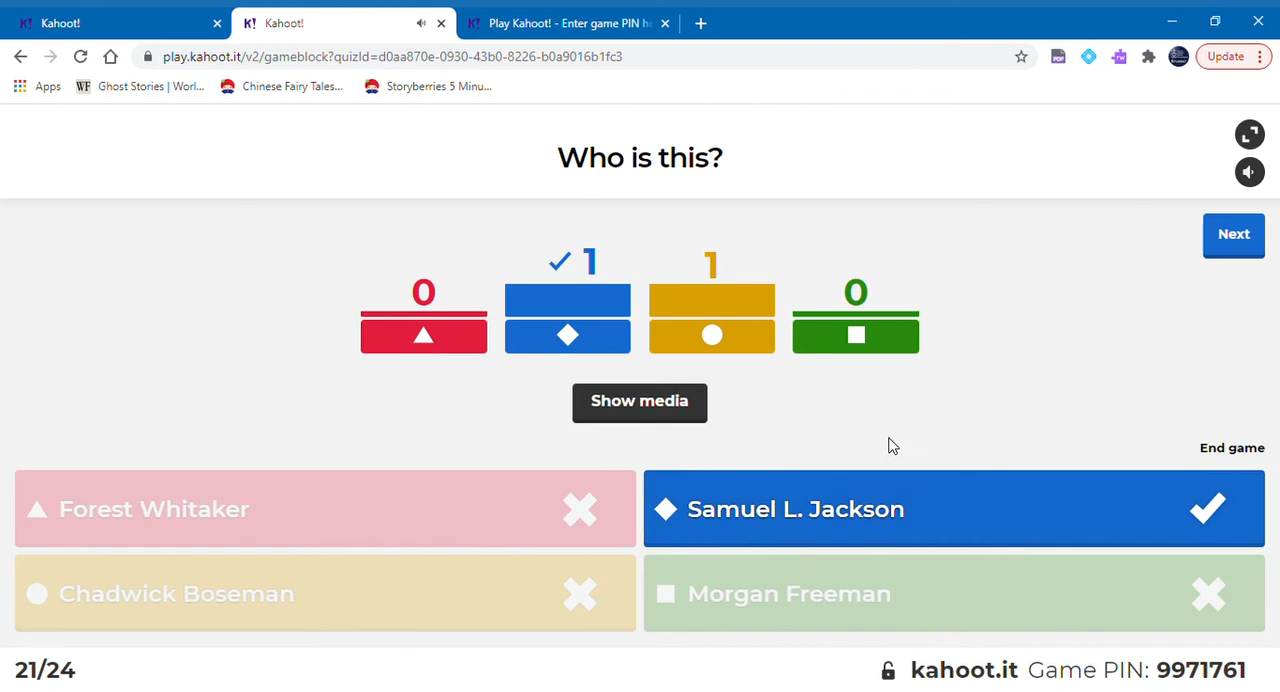 K! Kahoot!
K! Kahoot!
K! Play Kahoot! - Enter game PIN h
play.kahoot.it/v2/gameblock?quizId=d0aa870e-0930-43b0-8226-b0a9016b1fc3
Update
Apps
WF Ghost Stories | Worl...
Chinese Fairy Tales...
Storyberries 5 Minu...
Who is this?
Next
0
1
1
0
Show media
End game
Forest Whitaker
Samuel L. Jackson
Chadwick Boseman
Morgan Freeman
21/24
kahoot.it Game PIN: 9971761